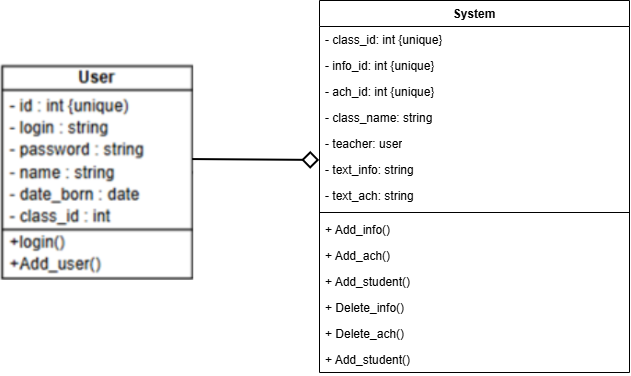 User
- id : int {unique)
- login : string
- password : string
- name : string
- date_born : date
- class_id : int
+login()
+Add_user()
System
- class_id: int {unique}
- info_id: int {unique}
- ach_id: int {unique}
- class_name: string
- teacher: user
- text_info: string
- text_ach: string
+ Add_info()
+ Add_ach()
+ Add_student()
+ Delete_info()
+ Delete_ach()
+ Add_student()